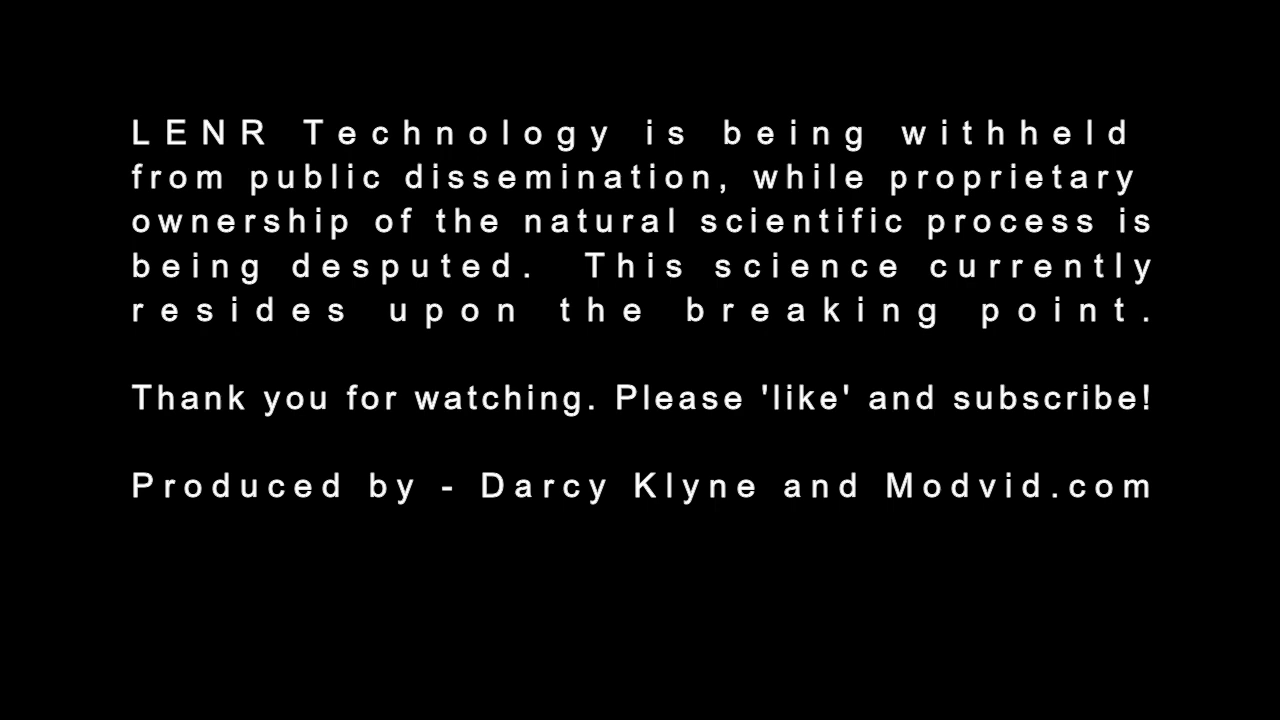 LENR Technology is being withheld
from public dissemination, while proprietary
ownership of the natural scientific process is
being desputed. This science currently
resides upon the breaking point.
Thank you for watching. Please 'like' and subscribe!
Produced by - Darcy Klyne and Modvid.com